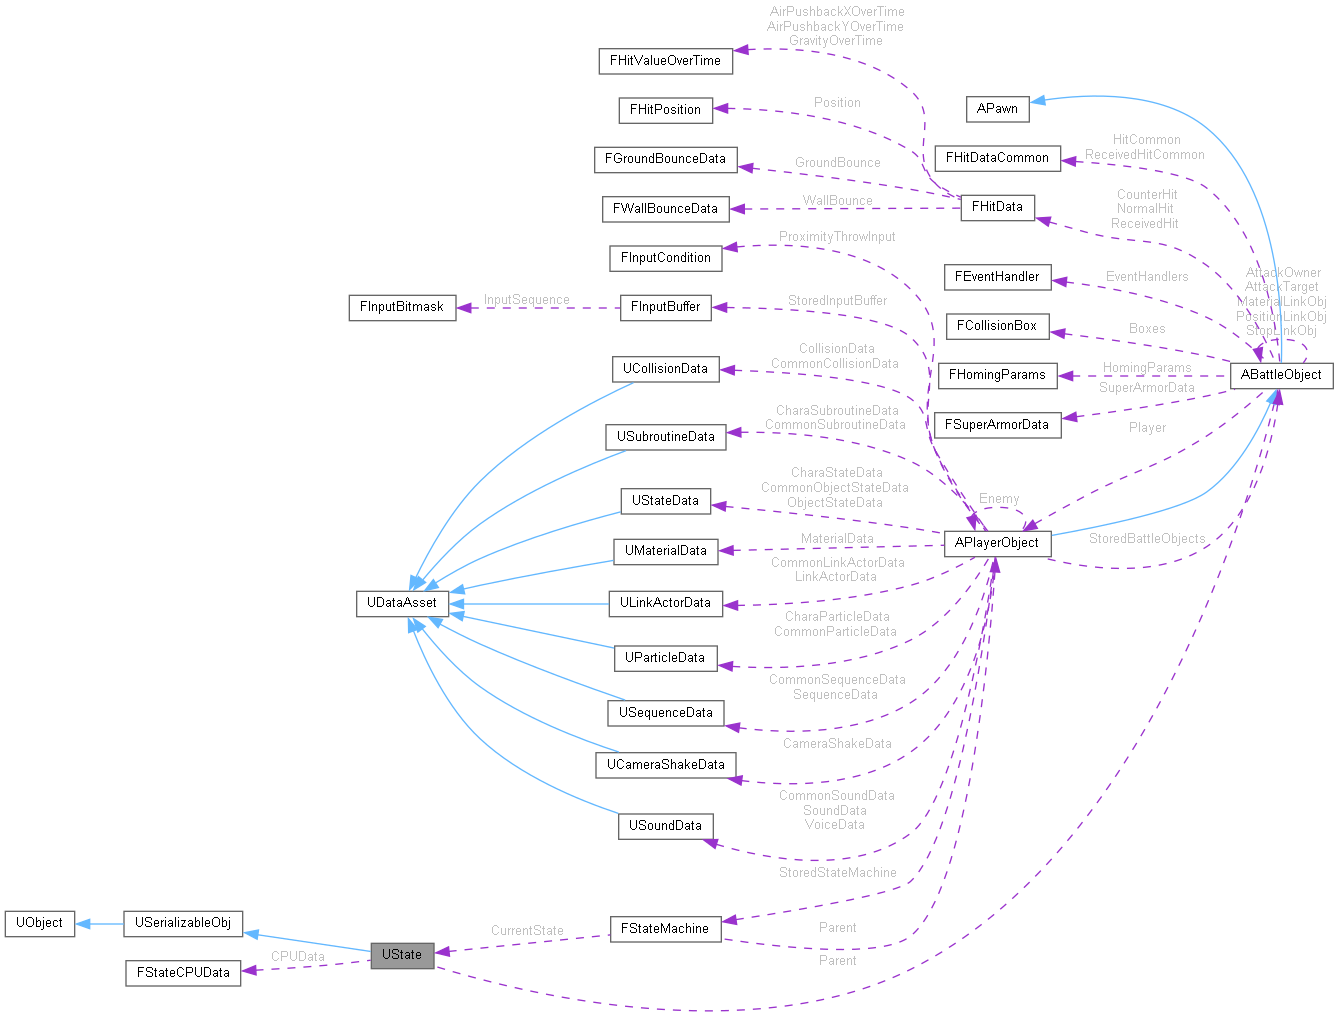 AirPushbackXOverTime
AirPushbackYOverTime
GravityOverTime
FHitValueOverTime
FHitPosition
Position
APawn
HitCommon
ReceivedHitCommon
FHitDataCommon
FGroundBounceData
GroundBounce
FWallBounceData
WallBounce
FHitData
CounterHit
NormalHit
ReceivedHit
ProximityThrowInput
FInputCondition
FEventHandler
EventHandlers
AttackOwner
AttackTarget
MaterialLinkObj
PositionLinkObj
StopLinkObj
FInputBitmask
InputSequence
FInputBuffer
StoredInputBuffer
FCollisionBox
Boxes
UCollisionData
CollisionData
CommonCollisionData
FHomingParams
HomingParams
ABattleObject
SuperArmorData
FSuperArmorData
Player
USubroutineData
CharaSubroutineData
CommonSubroutineData
UStateData
CharaStateData
CommonObjectStateData
ObjectStateData
Enemy
APlayerObject
StoredBattleObjects
UMaterialData
MaterialData
CommonLinkActorData
LinkActorData
UDataAsset
ULinkActorData
CharaParticleData
CommonParticleData
UParticleData
CommonSequenceData
SequenceData
USequenceData
CameraShakeData
UCameraShakeData
CommonSoundData
SoundData
VoiceData
USoundData
StoredStateMachine
UObject
USerializableObj
CurrentState
FStateMachine
Parent
UState
CPUData
FStateCPUData
Parent